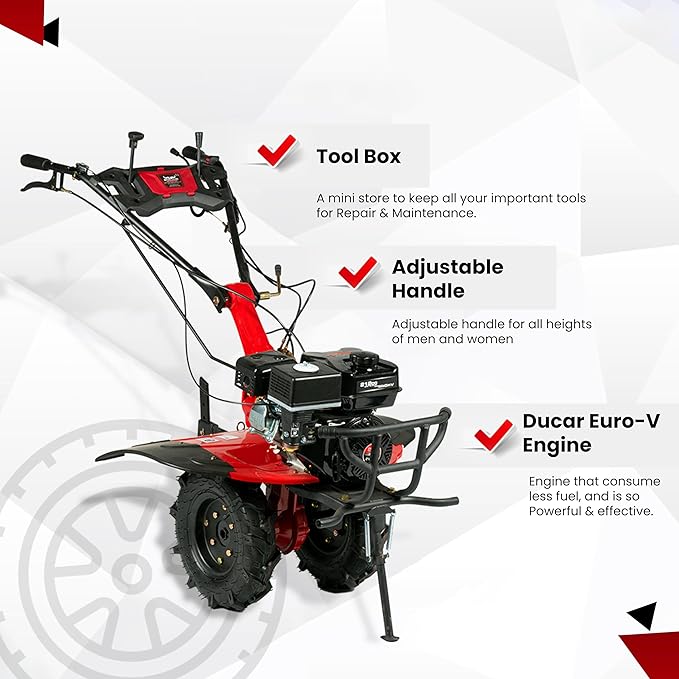 Tool Box
A mini store to keep all your important tools
for Repair & Maintenance.
Adjustable
Handle
Adjustable handle for all heights
of men and women
Ducar Euro-V
Engine
Engine that consume
less fuel, and is so
Powerful & effective.